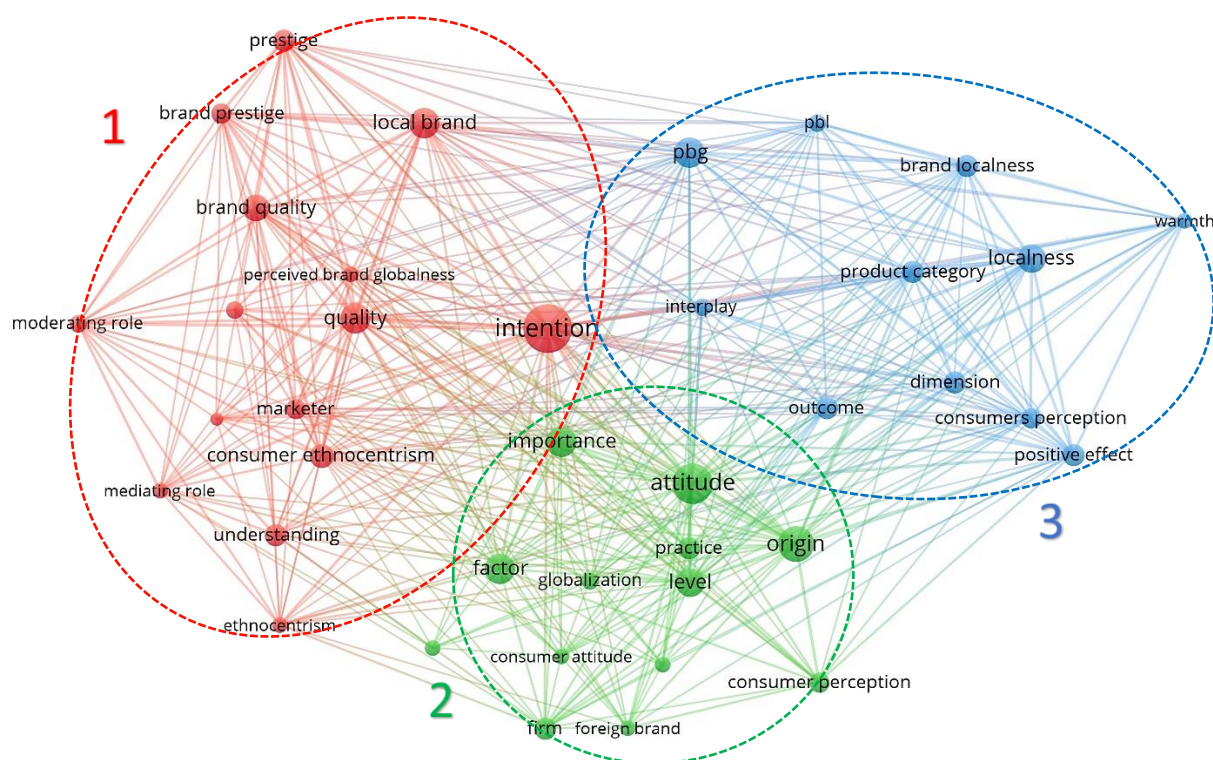 prestige
1
brand prestige
local brand
brand quality
perceived brand globalness
moderating role
quality
intention
marketer
consumer ethnocentrism
mediating role
understanding
ethnocentrism
pbl
pbg
brand localness
warmth
localness
product category
interplay
dimension
outcome
consumers perception
positive effect
3
importance
attitude
practice
origin
factor
globalization
level
consumer attitude
2
consumer perception
firm
foreign brand